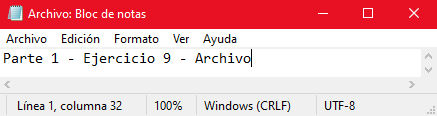 Archivo: Bloc de notas
Archivo Edición Formato Ver Ayuda
Parte 1 - Ejercicio 9 - Archivo
Línea 1, columna 32 100% Windows (CRLF) UTF-8